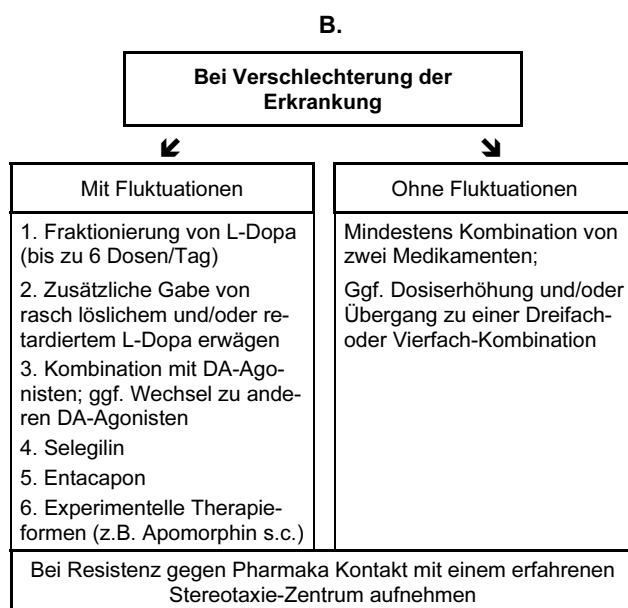 B.
Bei Verschlechterung der
Erkrankung
Mit Fluktuationen
1. Fraktionierung von L-Dopa
(bis zu 6 Dosen/Tag)
2. Zusätzliche Gabe von
rasch löslichem und/oder re-
tardiertem L-Dopa erwägen
3. Kombination mit DA-Ago-
nisten; ggf. Wechsel zu ande-
ren DA-Agonisten
4. Selegilin
5. Entacapon
6. Experimentelle Therapie-
formen (z.B. Apomorphin s.c.)
Ohne Fluktuationen
Mindestens Kombination von
zwei Medikamenten;
Ggf. Dosiserhöhung und/oder
Übergang zu einer Dreifach-
oder Vierfach-Kombination
Bei Resistenz gegen Pharmaka Kontakt mit einem erfahrenen
Stereotaxie-Zentrum aufnehmen